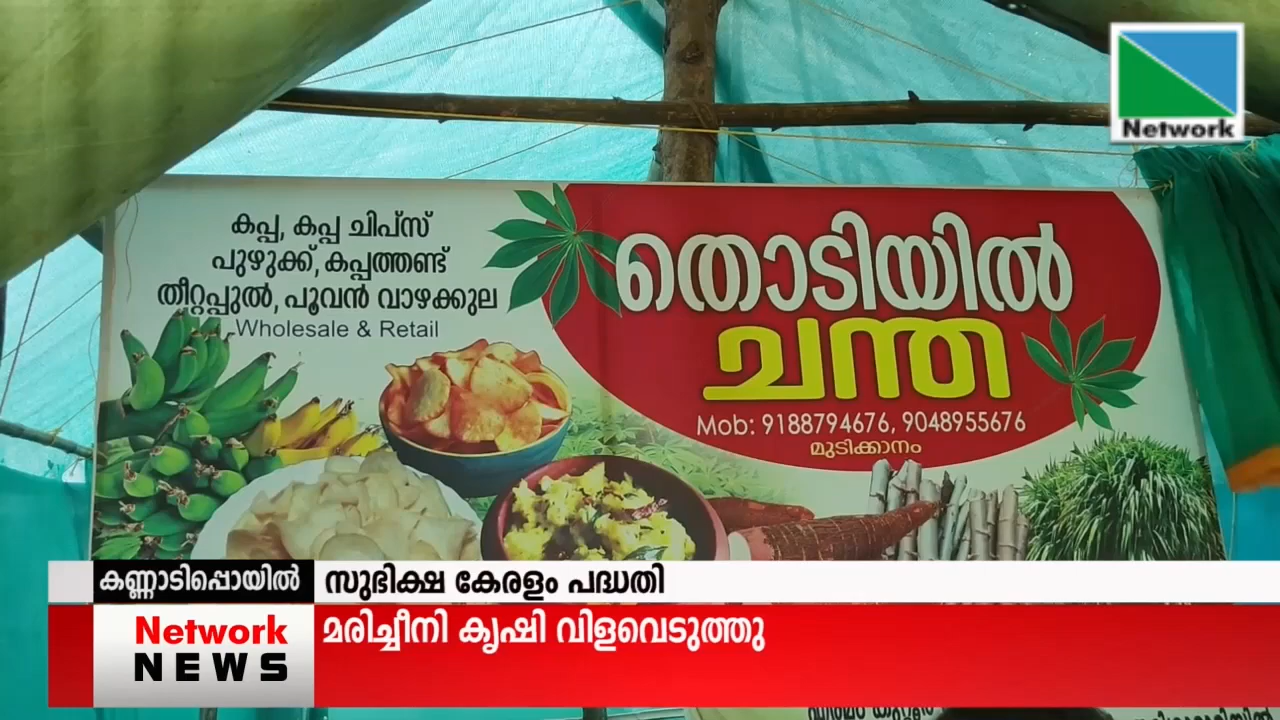 Network
കപ്പ, കപ്പ ചിപ്സ്
പുഴുക്ക്, കപ്പത്തണ്ട്
തീറ്റപ്പുൽ, പൂവൻ വാഴക്കുല
Wholesale & Retail
തൊടിയിൽ
ചന്ത
Mob: 9188794676, 9048955676
മുടിക്കാനം
കണ്ണാടിപ്പൊയിൽ
സുഭിക്ഷ കേരളം പദ്ധതി
Network
NEWS
മരിച്ചീനി കൃഷി വിളവെടുത്തു